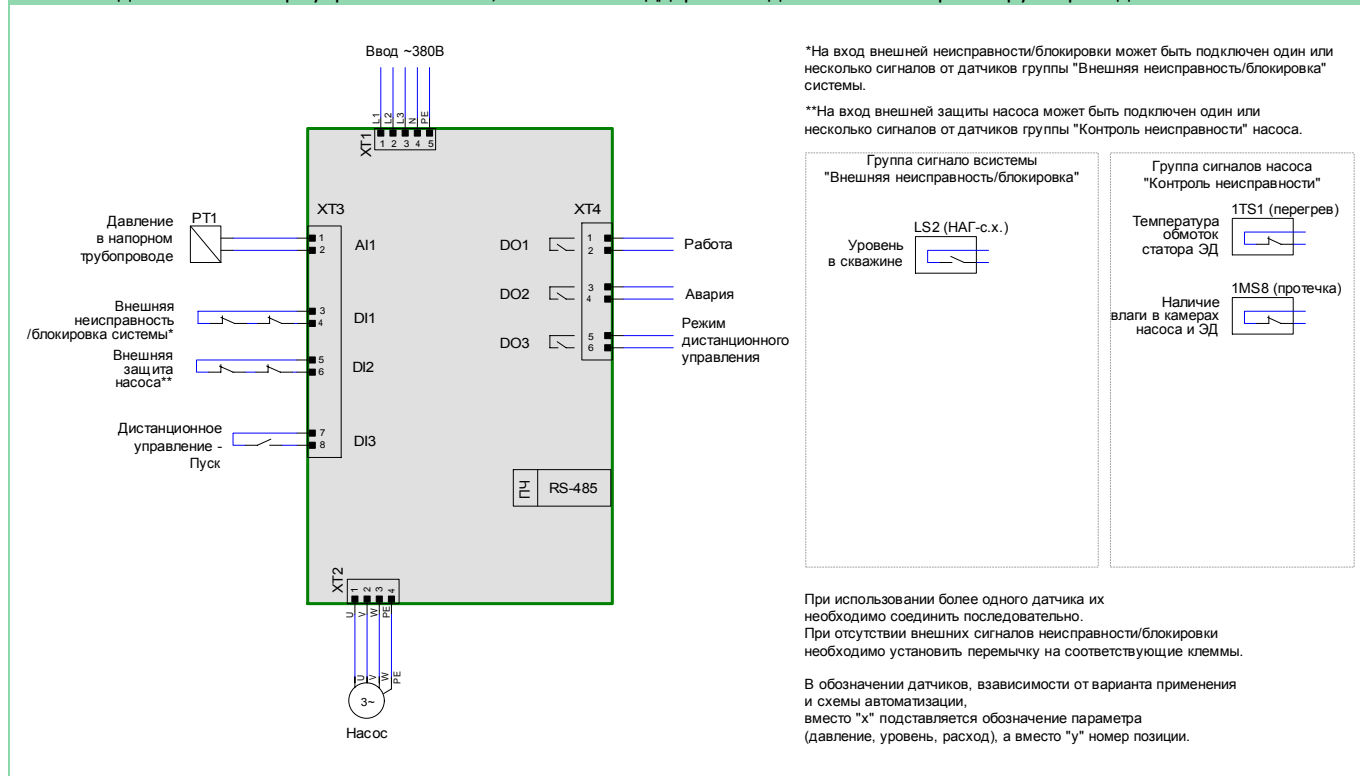 Ввод ~380В
L1
L2
L3
N
PE
XT1
1 2 3 4 5
Давление
в напорном
трубопроводе
PT1
XT3
1
2
AI1
Внешняя
неисправность
/блокировка системы*
3
4
DI1
Внешняя
защита
насоса**
5
6
DI2
Дистанционное
управление -
Пуск
7
8
DI3
XT4
DO1
1
2
Работа
DO2
3
4
Авария
DO3
5
6
Режим
дистанционного
управления
ПЧ
RS-485
XT2
1
2
3
4
U
V
W
PE
U
V
W
PE
3~
Насос
*На вход внешней неисправности/блокировки может быть подключен один или
несколько сигналов от датчиков группы "Внешняя неисправность/блокировка"
системы.
**На вход внешней защиты насоса может быть подключен один или
несколько сигналов от датчиков группы "Контроль неисправности" насоса.
Группа сигнало всистемы
"Внешняя неисправность/блокировка"
LS2 (НАГ-с.х.)
Уровень
в скважине
Группа сигналов насоса
"Контроль неисправности"
1TS1 (перегрев)
Температура
обмоток
статора ЭД
1MS8 (протечка)
Наличие
влаги в камерах
насоса и ЭД
При использовании более одного датчика их
необходимо соединить последовательно.
При отсутствии внешних сигналов неисправности/блокировки
необходимо установить перемычку на соответствующие клеммы.
В обозначении датчиков, взависимости от варианта применения
и схемы автоматизации,
вместо "x" подставляется обозначение параметра
(давление, уровень, расход), а вместо "у" номер позиции.